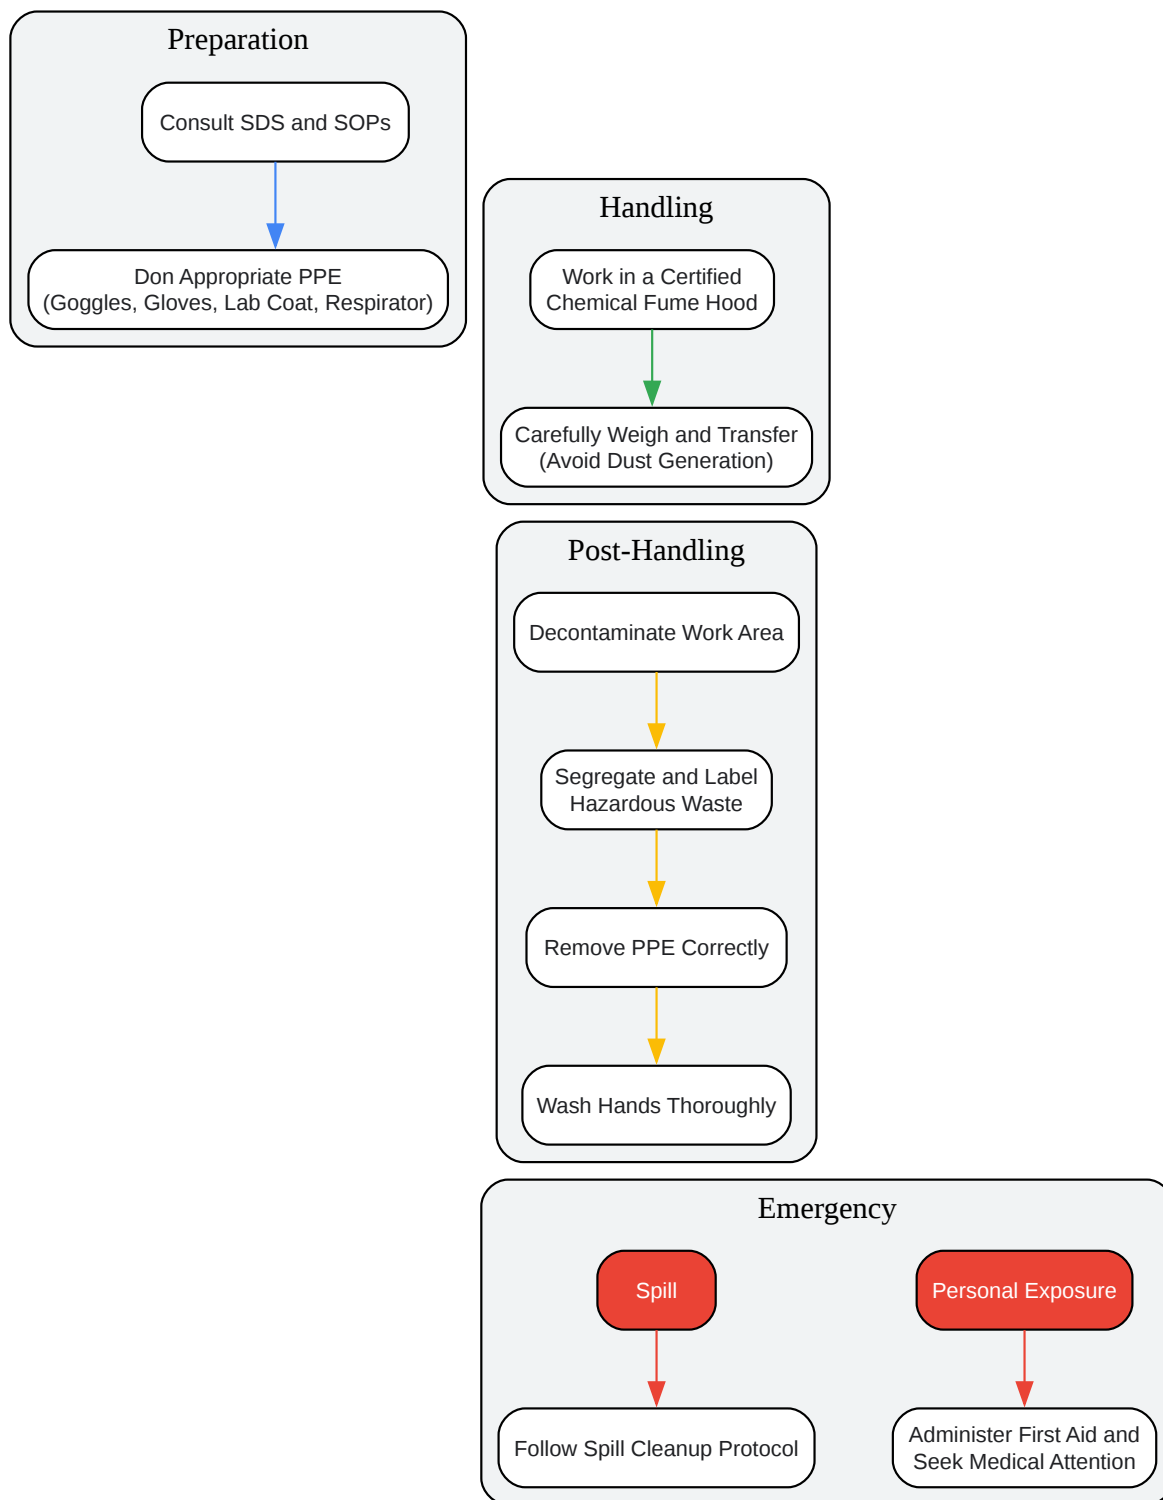 Preparation
Consult SDS and SOPs
Don Appropriate PPE
(Goggles, Gloves, Lab Coat, Respirator)
Handling
Work in a Certified
Chemical Fume Hood
Carefully Weigh and Transfer
(Avoid Dust Generation)
Post-Handling
Decontaminate Work Area
Segregate and Label
Hazardous Waste
Remove PPE Correctly
Wash Hands Thoroughly
Emergency
Spill
Personal Exposure
Follow Spill Cleanup Protocol
Administer First Aid and
Seek Medical Attention